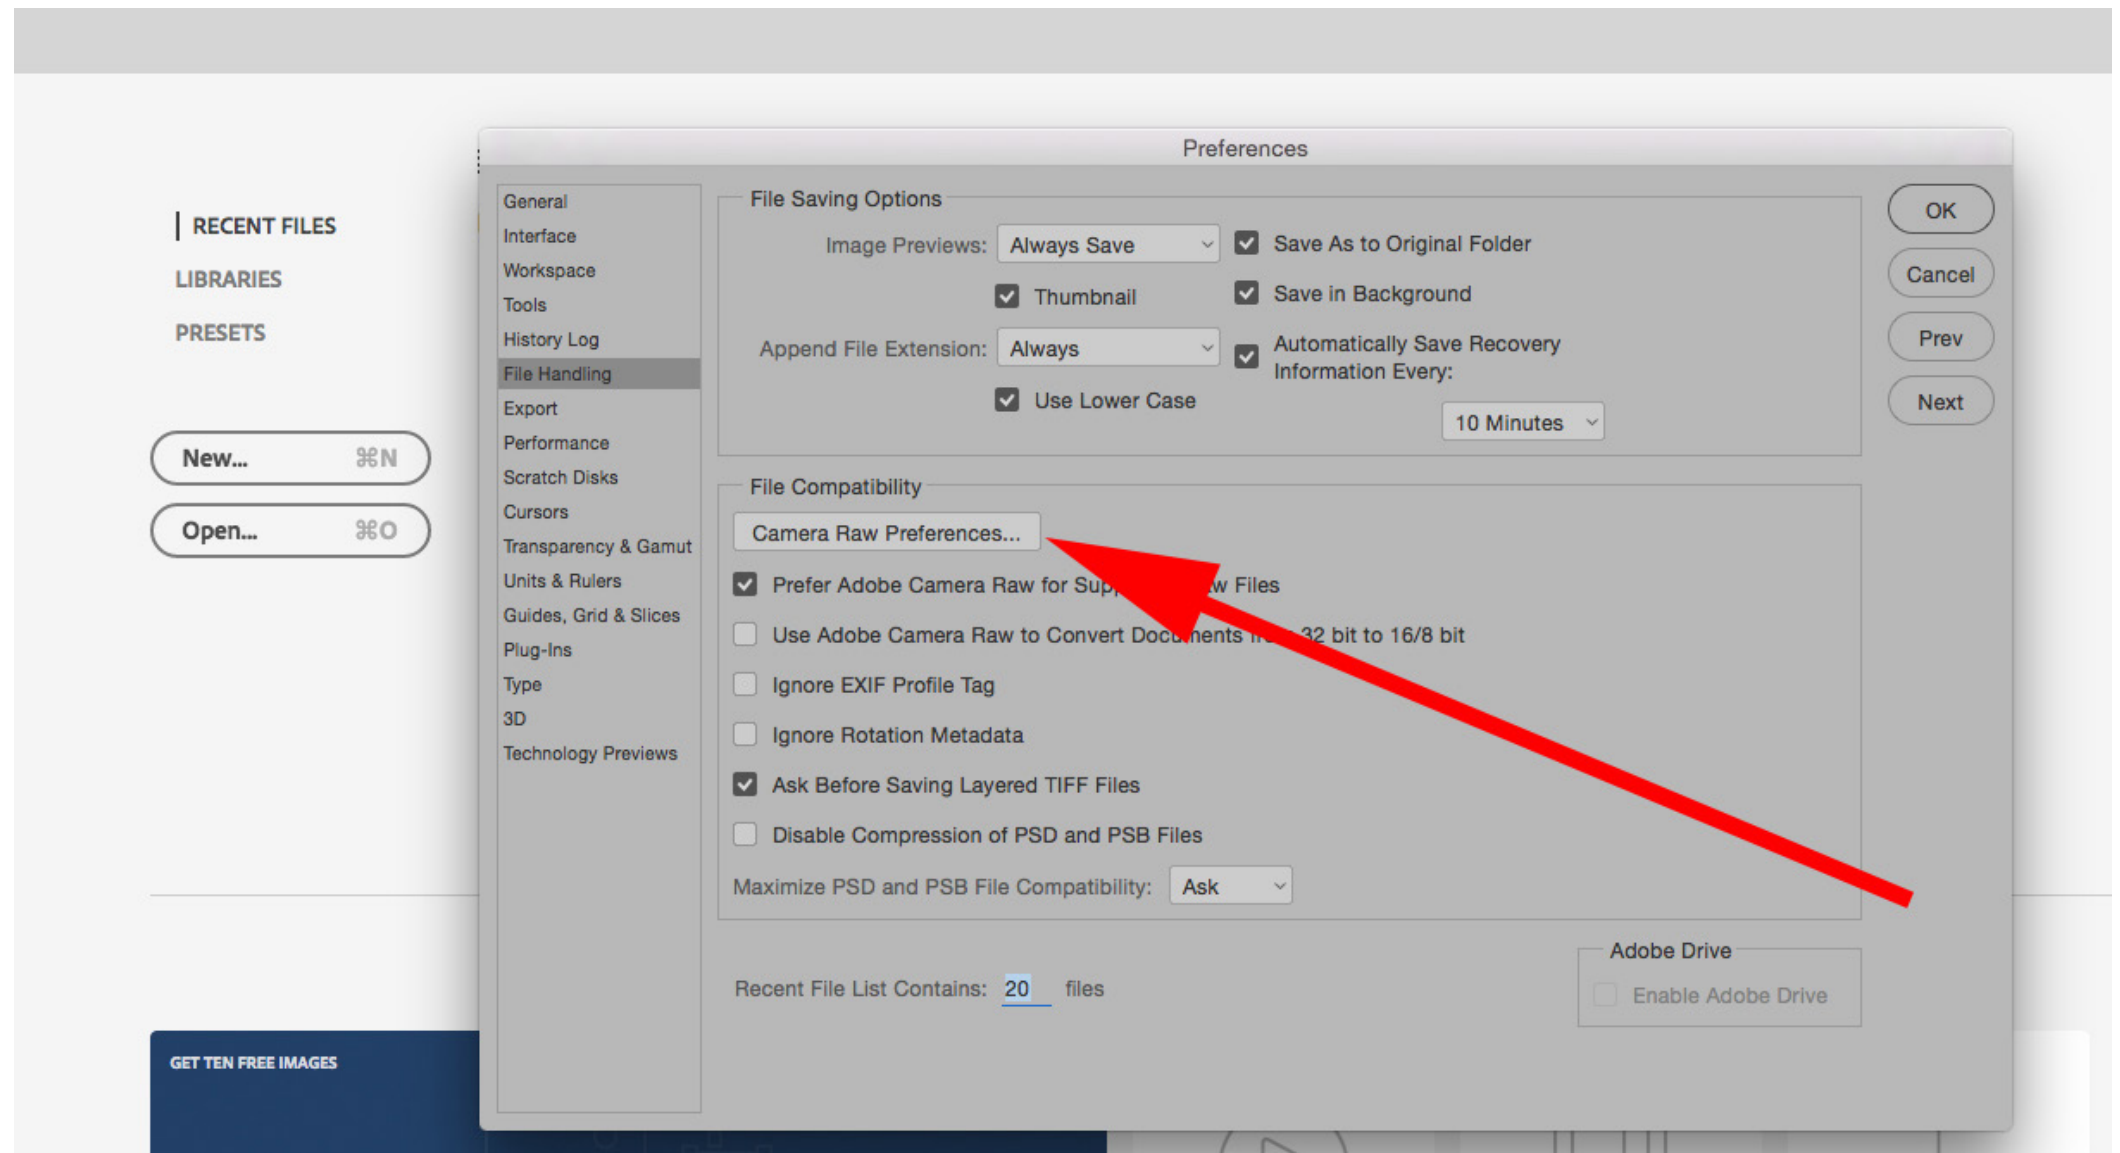 Preferences
RECENT FILES
LIBRARIES
PRESETS
New... ⌘N
Open... ⌘O
General
Interface
Workspace
Tools
History Log
File Handling
Export
Performance
Scratch Disks
Cursors
Transparency & Gamut
Units & Rulers
Guides, Grid & Slices
Plug-Ins
Type
3D
Technology Previews
File Saving Options
Image Previews: Always Save
Thumbnail
Append File Extension: Always
Use Lower Case
Save As to Original Folder
Save in Background
Automatically Save Recovery
Information Every:
10 Minutes
File Compatibility
Camera Raw Preferences...
Prefer Adobe Camera Raw for Files
Use Adobe Camera Raw to Convert Documents 32 bit to 16/8 bit
Ignore EXIF Profile Tag
Ignore Rotation Metadata
Ask Before Saving Layered TIFF Files
Disable Compression of PSD and PSB Files
Maximize PSD and PSB File Compatibility: Ask
Recent File List Contains: 20 files
Adobe Drive
Enable Adobe Drive
OK
Cancel
Prev
Next
GET TEN FREE IMAGES